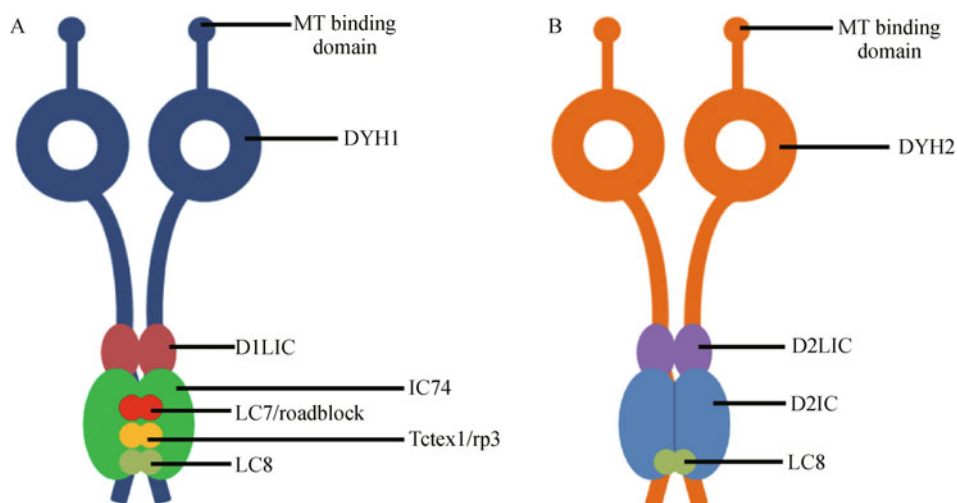 A
MT binding
domain
DYH1
D1LIC
IC74
LC7/roadblock
Tctex1/rp3
LC8
B
MT binding
domain
DYH2
D2LIC
D2IC
LC8